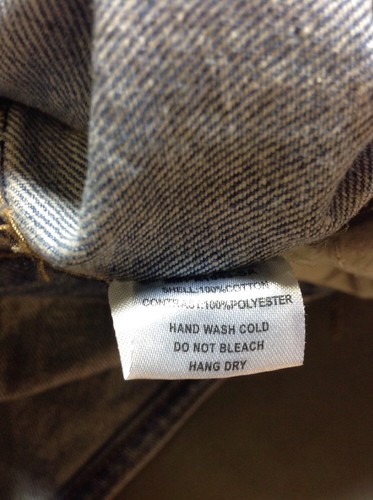 SHELL:100%COTTON
CONTRAST:100%POLYESTER
HAND WASH COLD
DO NOT BLEACH
HANG DRY